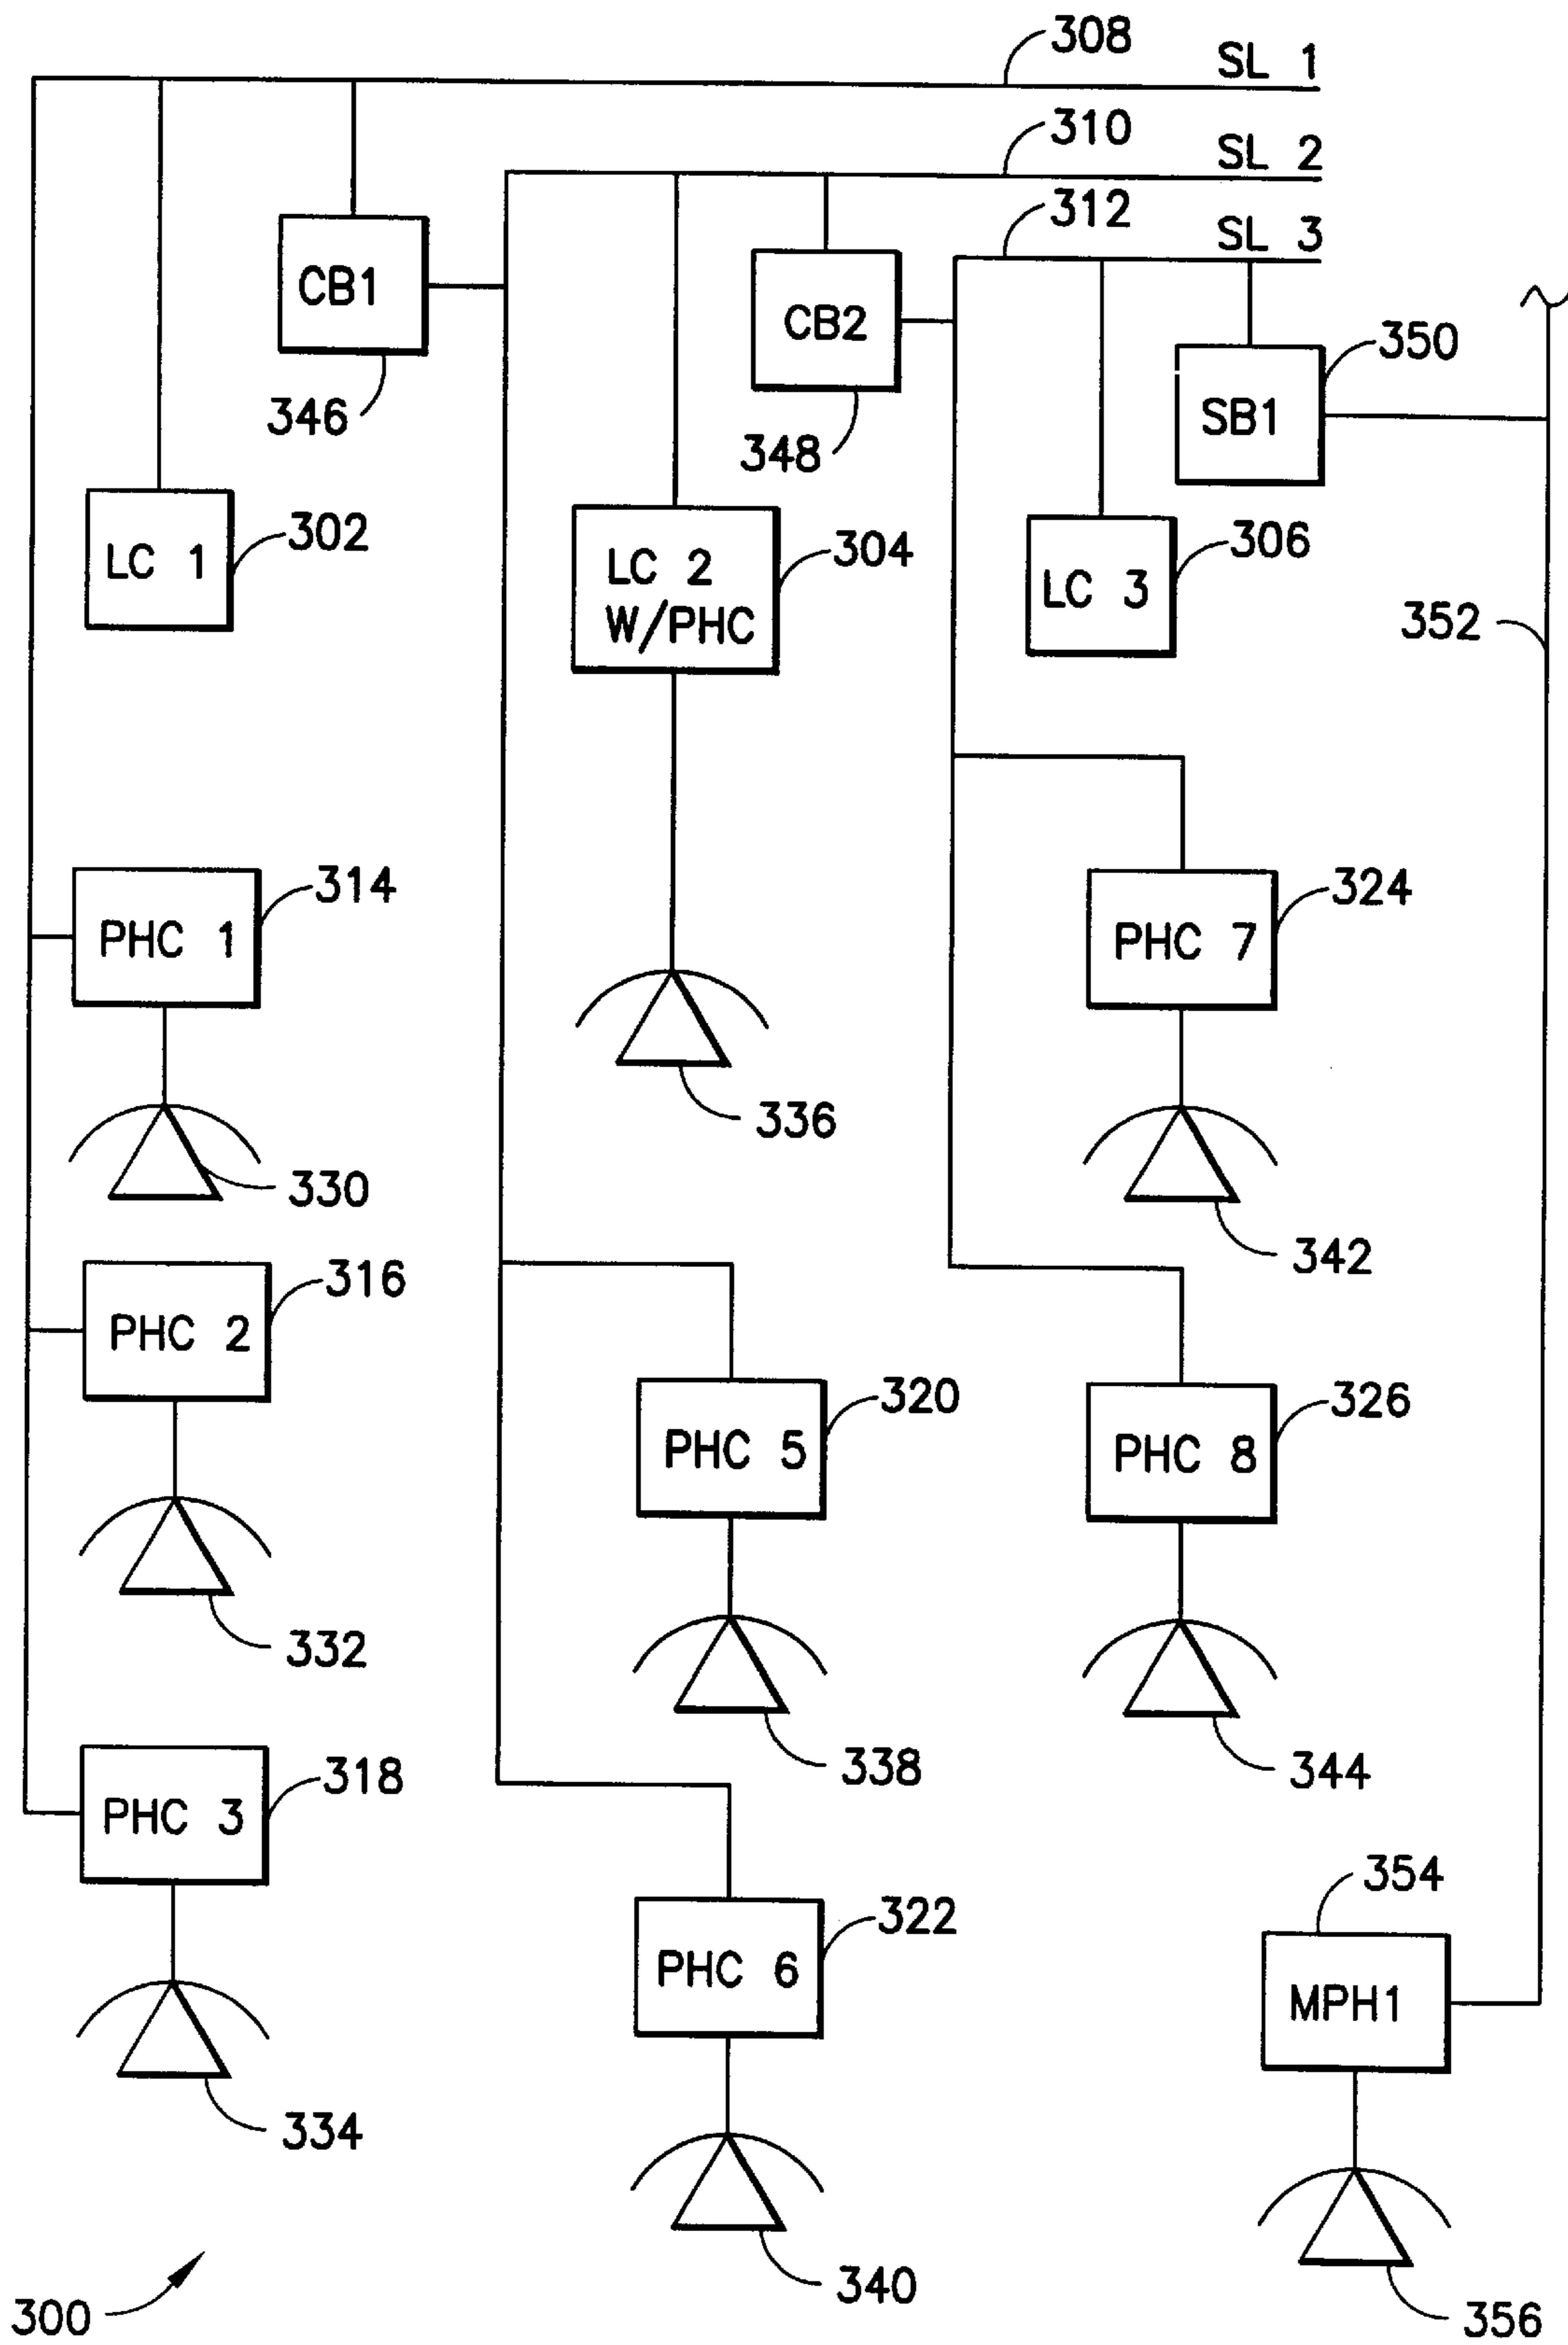 308
SL 1
310
SL 2
312
SL 3
CB1
346
CB2
348
350
SB1
LC 1
302
LC 2
W/PHC
304
LC 3
306
352
PHC 1
314
PHC 7
324
336
330
342
PHC 2
316
PHC 5
320
PHC 8
326
332
338
344
PHC 3
318
354
PHC 6
322
MPH1
334
340
300
356